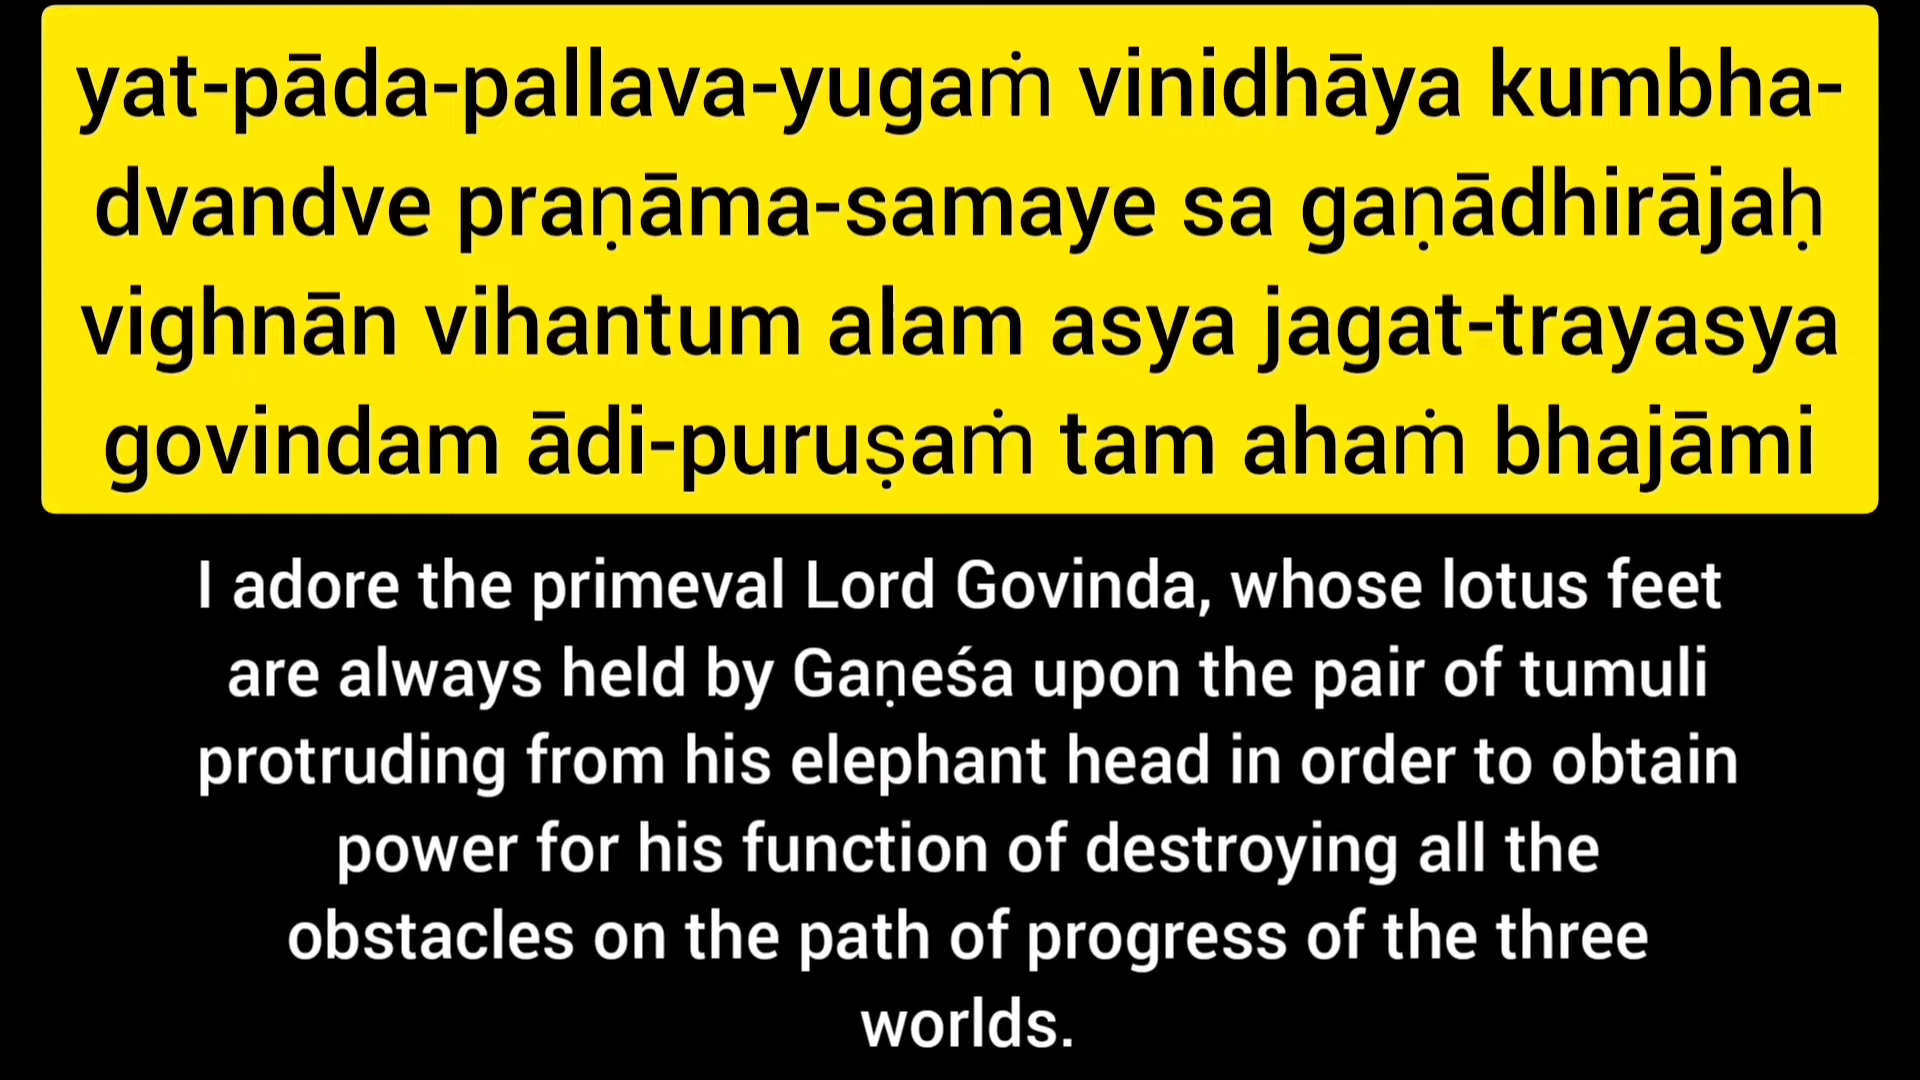 yat-pāda-pallava-yugaṁ vinidhāya kumbha-
dvandve praṇāma-samaye sa gaṇādhirājaḥ
vighnān vihantum alam asya jagat-trayasya
govindam ādi-puruṣaṁ tam ahaṁ bhajāmi
I adore the primeval Lord Govinda, whose lotus feet
are always held by Gaṇeśa upon the pair of tumuli
protruding from his elephant head in order to obtain
power for his function of destroying all the
obstacles on the path of progress of the three
worlds.